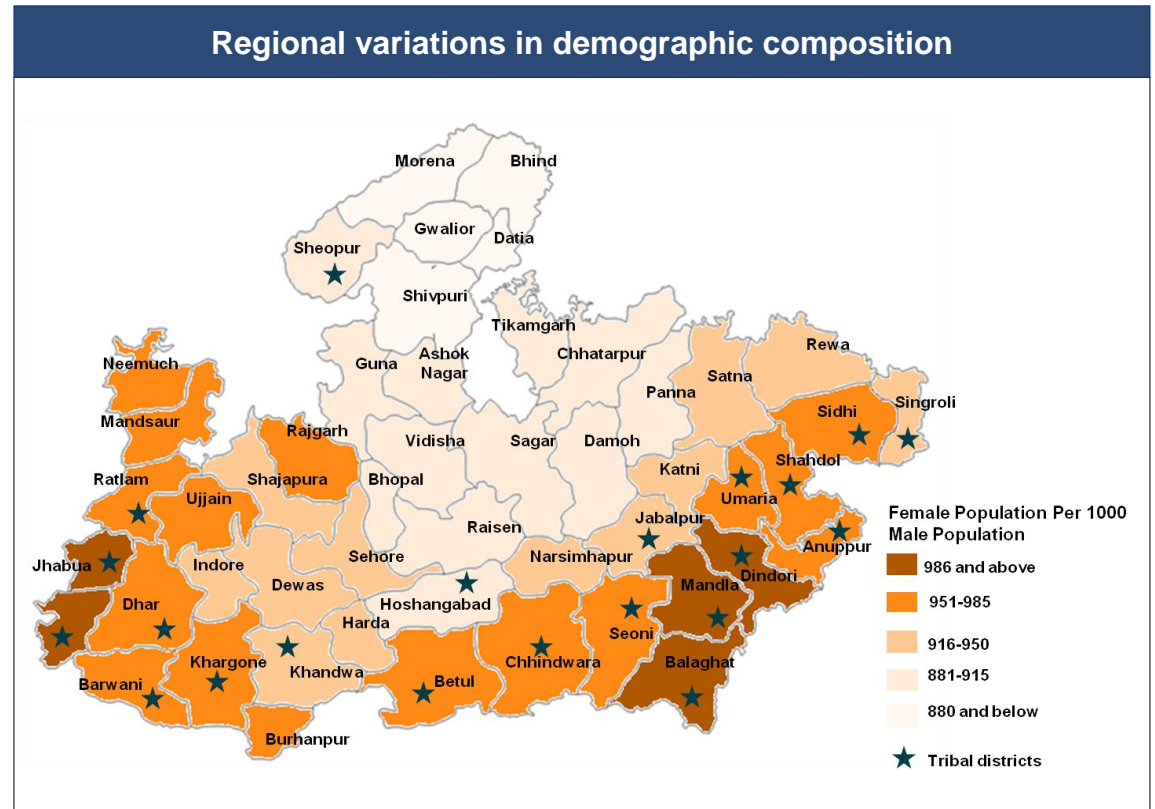 Regional variations in demographic composition
Morena
Bhind
Gwalior
Datia
Sheopur
Shivpuri
Tikamgarh
Chhatarpur
Guna
Ashok
Nagar
Panna
Satna
Rewa
Neemuch
Mandsaur
Rajgarh
Vidisha
Sagar
Damoh
Sidhi
Singroli
Ratlam
Ujjain
Shajapura
Bhopal
Katni
Shahdol
Umaria
Raisen
Jabalpur
Anuppur
Jhabua
Indore
Sehore
Narsimhapur
Dindori
Dewas
Mandla
Dhar
Hoshangabad
Harda
Seoni
Khargone
Khandwa
Chhindwara
Balaghat
Barwani
Betul
Burhanpur
Female Population Per 1000
Male Population
986 and above
951-985
916-950
881-915
880 and below
Tribal districts